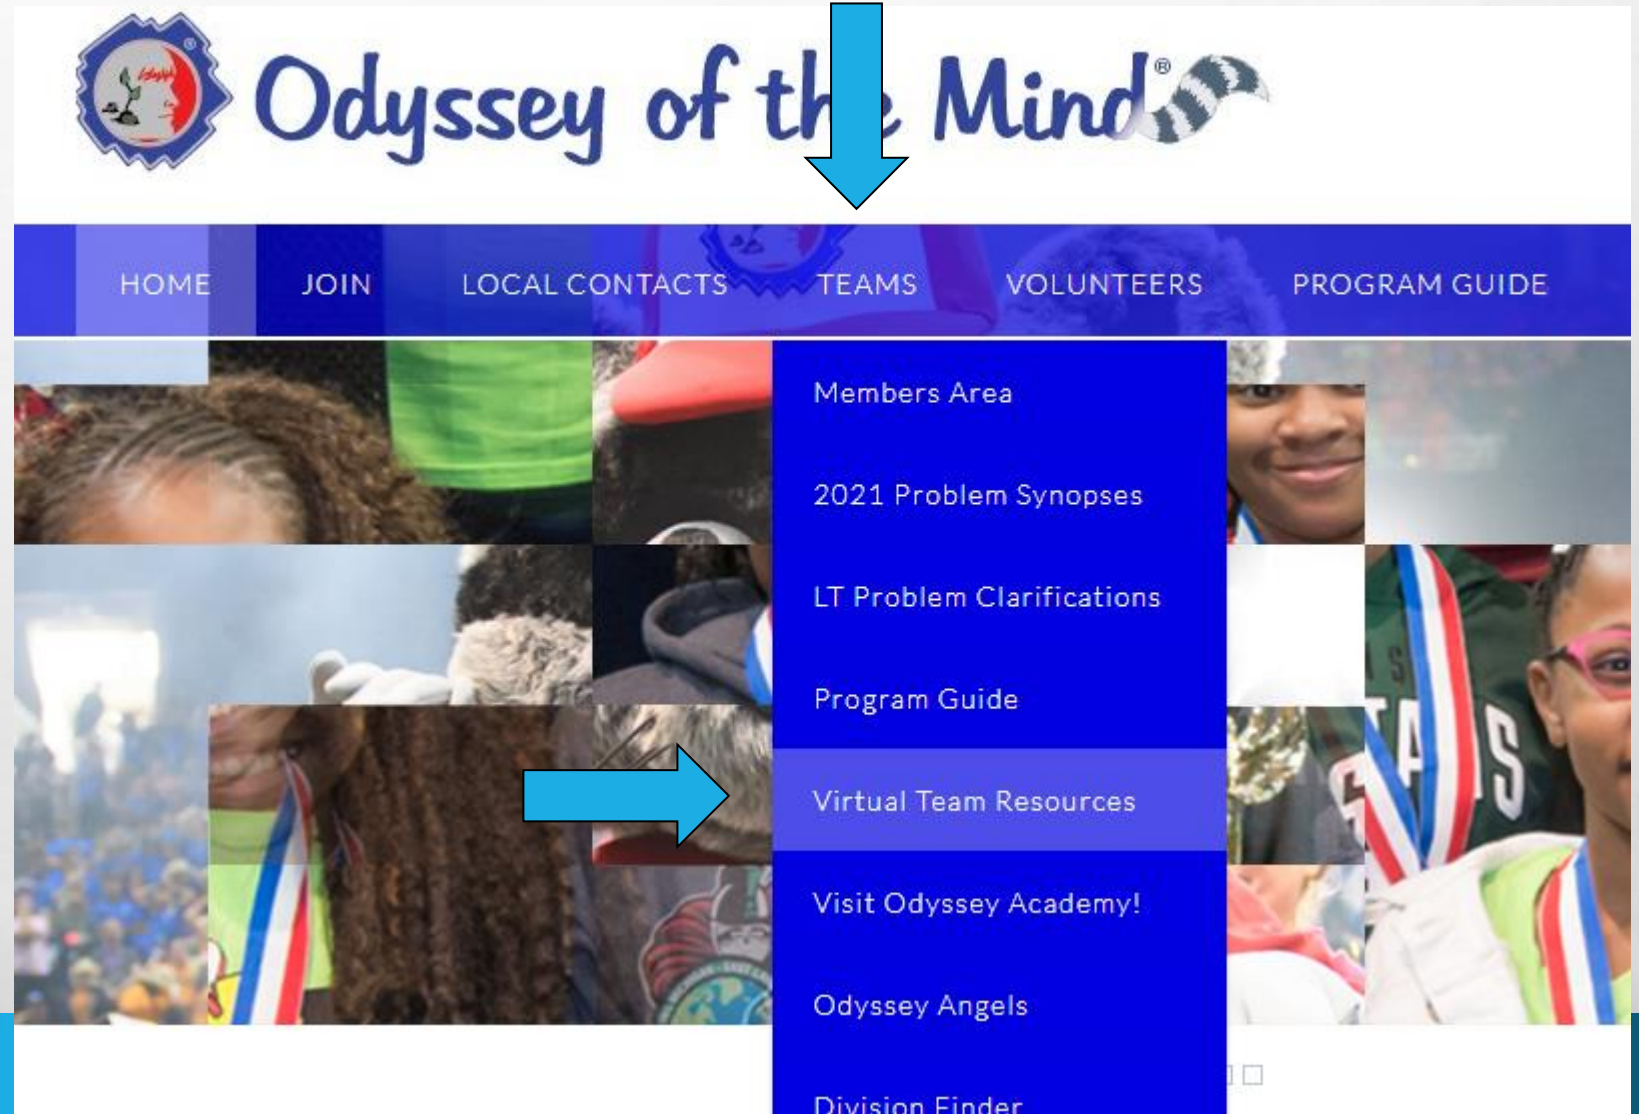 Odyssey of the Mind®
HOME JOIN LOCAL CONTACTS TEAMS VOLUNTEERS PROGRAM GUIDE
Members Area
2021 Problem Synopses
LT Problem Clarifications
Program Guide
Virtual Team Resources
Visit Odyssey Academy!
Odyssey Angels
Division Finder